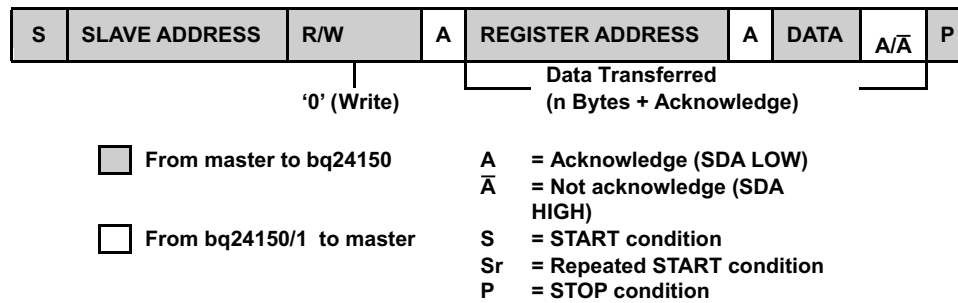 S SLAVE ADDRESS R/W A REGISTER ADDRESS A DATA A/A̅ P
Data Transferred
'0' (Write) (n Bytes + Acknowledge)
From master to bq24150
From bq24150/1 to master
A = Acknowledge (SDA LOW)
A̅ = Not acknowledge (SDA
HIGH)
S = START condition
Sr = Repeated START condition
P = STOP condition